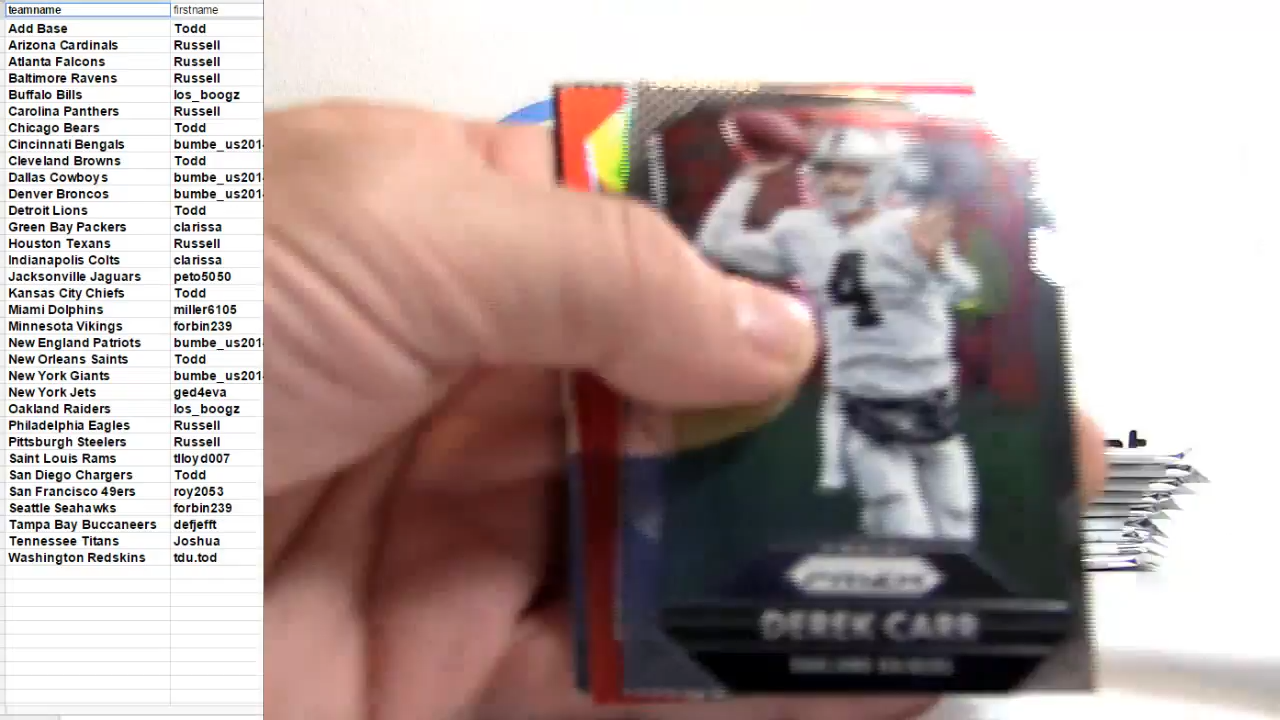 teamname firstname
Add Base Todd
Arizona Cardinals Russell
Atlanta Falcons Russell
Baltimore Ravens Russell
Buffalo Bills los_boogz
Carolina Panthers Russell
Chicago Bears Todd
Cincinnati Bengals bumbe_us201
Cleveland Browns Todd
Dallas Cowboys bumbe_us201
Denver Broncos bumbe_us201
Detroit Lions Todd
Green Bay Packers clarissa
Houston Texans Russell
Indianapolis Colts clarissa
Jacksonville Jaguars peto5050
Kansas City Chiefs Todd
Miami Dolphins miller6105
Minnesota Vikings forbin239
New England Patriots bumbe_us201
New Orleans Saints Todd
New York Giants bumbe_us201
New York Jets ged4eva
Oakland Raiders los_boogz
Philadelphia Eagles Russell
Pittsburgh Steelers Russell
Saint Louis Rams tlloyd007
San Diego Chargers Todd
San Francisco 49ers roy2053
Seattle Seahawks forbin239
Tampa Bay Buccaneers defjefft
Tennessee Titans Joshua
Washington Redskins tdu.tod
4
PRIZM
DEREK CARR